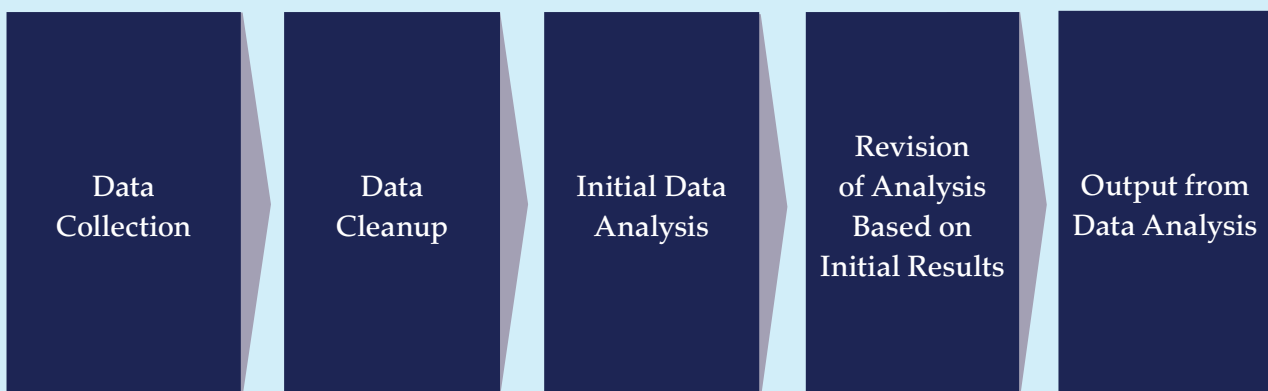 Data
Collection
Data
Cleanup
Initial Data
Analysis
Revision
of Analysis
Based on
Initial Results
Output from
Data Analysis